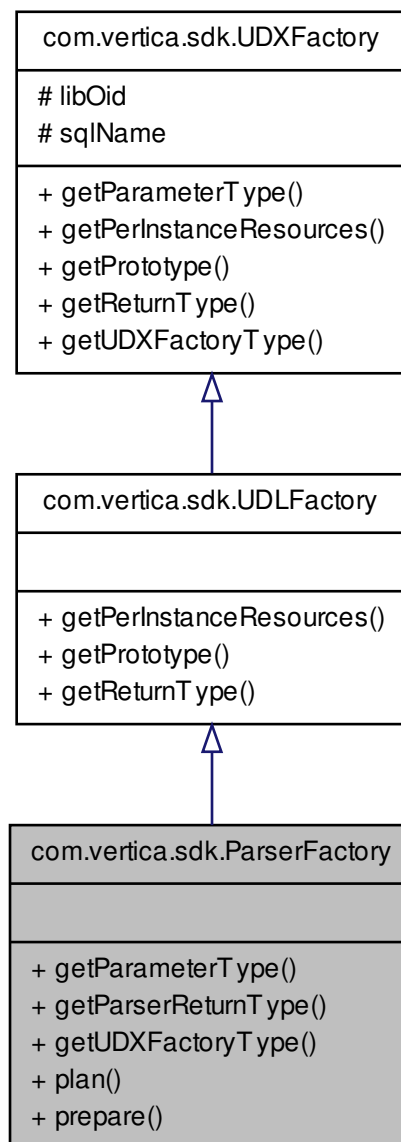 com.vertica.sdk.UDXFactory
# libOid
# sqlName
+ getParameterType()
+ getPerInstanceResources()
+ getPrototype()
+ getReturnType()
+ getUDXFactoryType()
com.vertica.sdk.UDLFactory
+ getPerInstanceResources()
+ getPrototype()
+ getReturnType()
com.vertica.sdk.ParserFactory
+ getParameterType()
+ getParserReturnType()
+ getUDXFactoryType()
+ plan()
+ prepare()